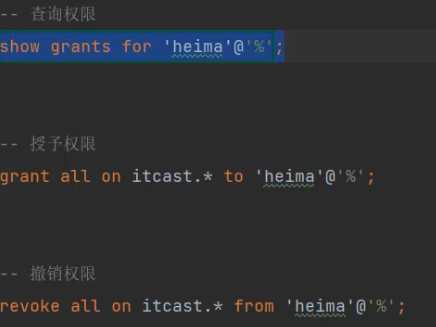 -- 查询权限
show grants for 'heima'@'%';
-- 授予权限
grant all on itcast.* to 'heima'@'%';
-- 撤销权限
revoke all on itcast.* from 'heima'@'%';